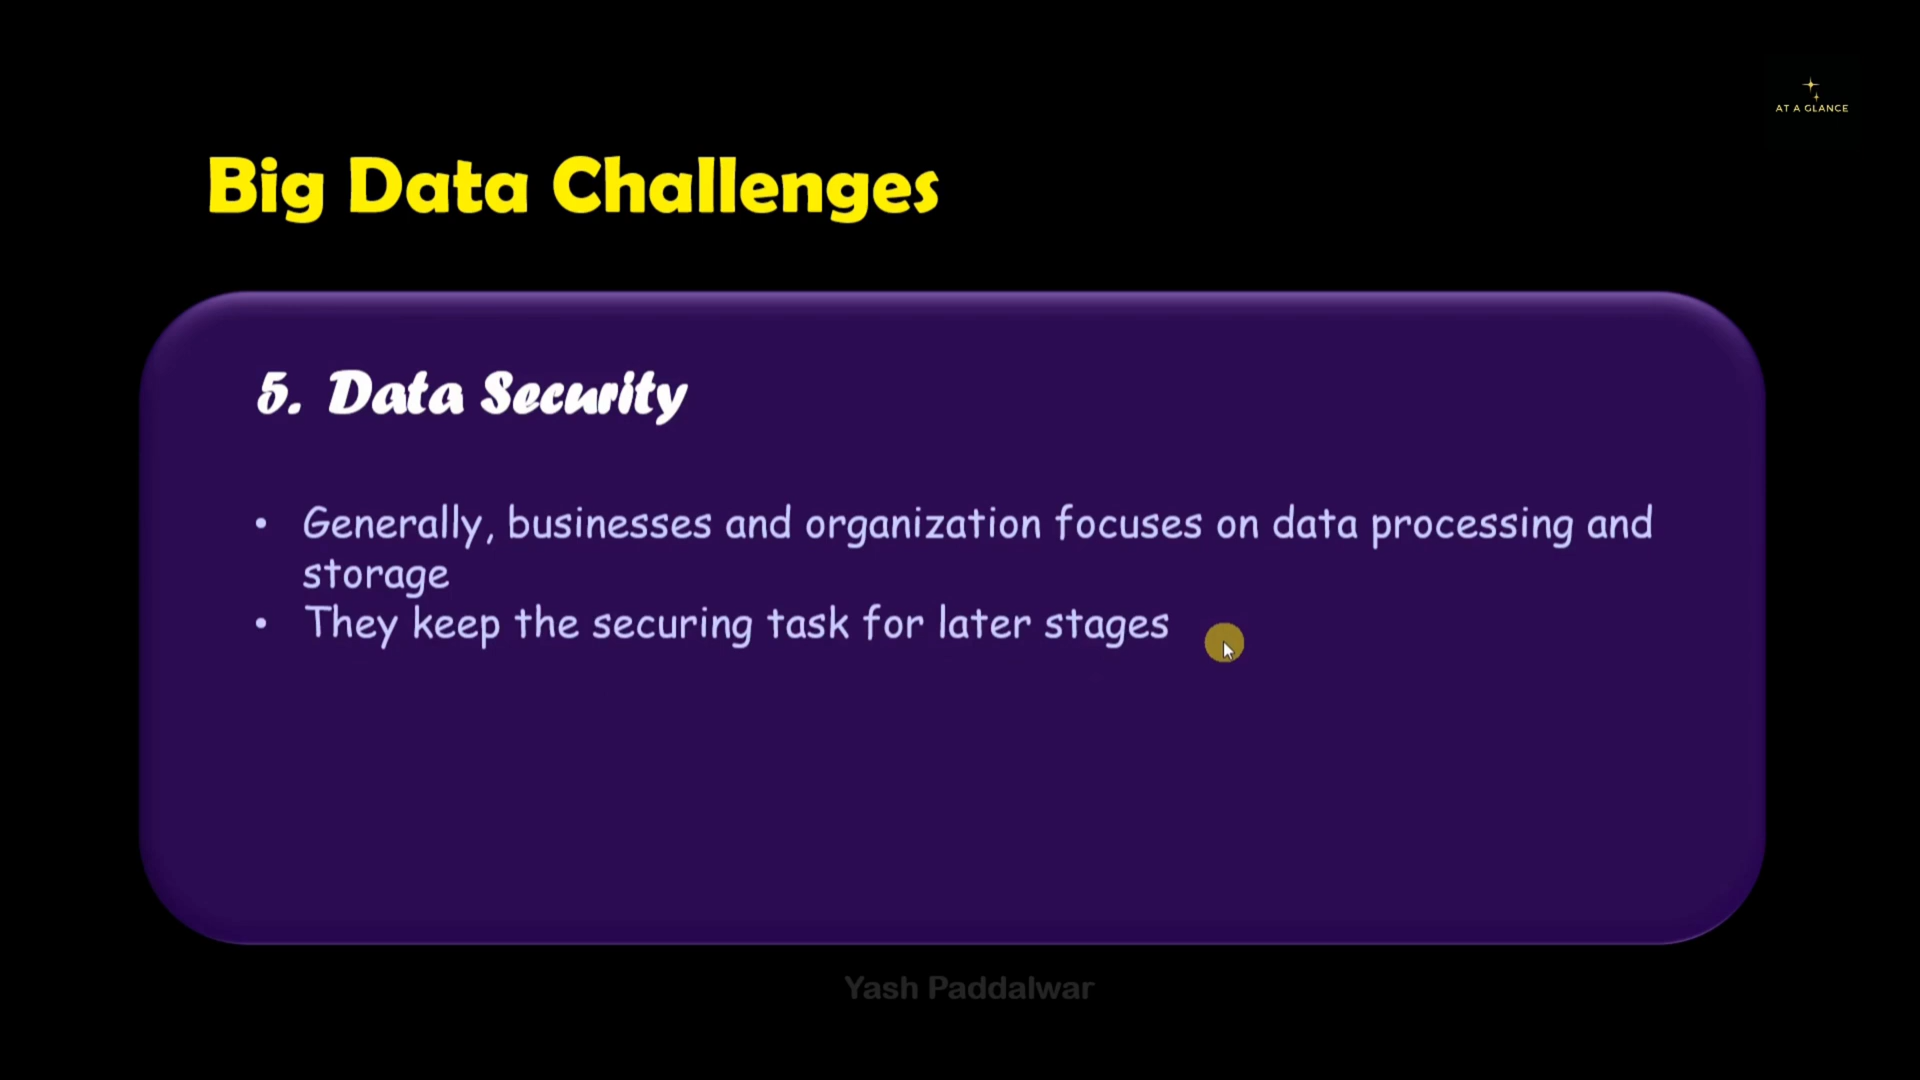 AT A GLANCE
Big Data Challenges
5. Data Security
• Generally, businesses and organization focuses on data processing and
storage
• They keep the securing task for later stages
Yash Paddalwar